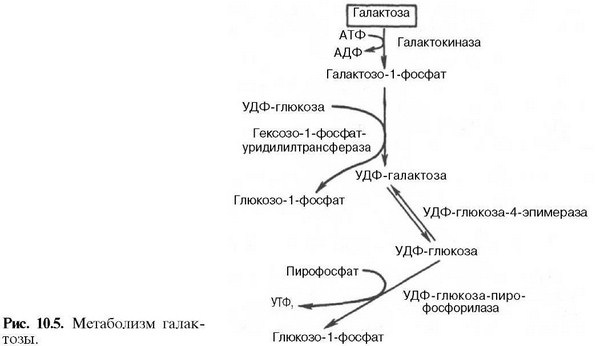 Галактоза
АТФ
АДФ
Галактокиназа
Галактозо-1-фосфат
УДФ-глюкоза
Гексозо-1-фосфат-
уридилилтрансфераза
УДФ-галактоза
Глюкозо-1-фосфат
УДФ-глюкоза-4-эпимераза
УДФ-глюкоза
Пирофосфат
УТФ,
УДФ-глюкоза-пиро-
фосфорилаза
Глюкозо-1-фосфат
Рис. 10.5. Метаболизм галак-
тозы.